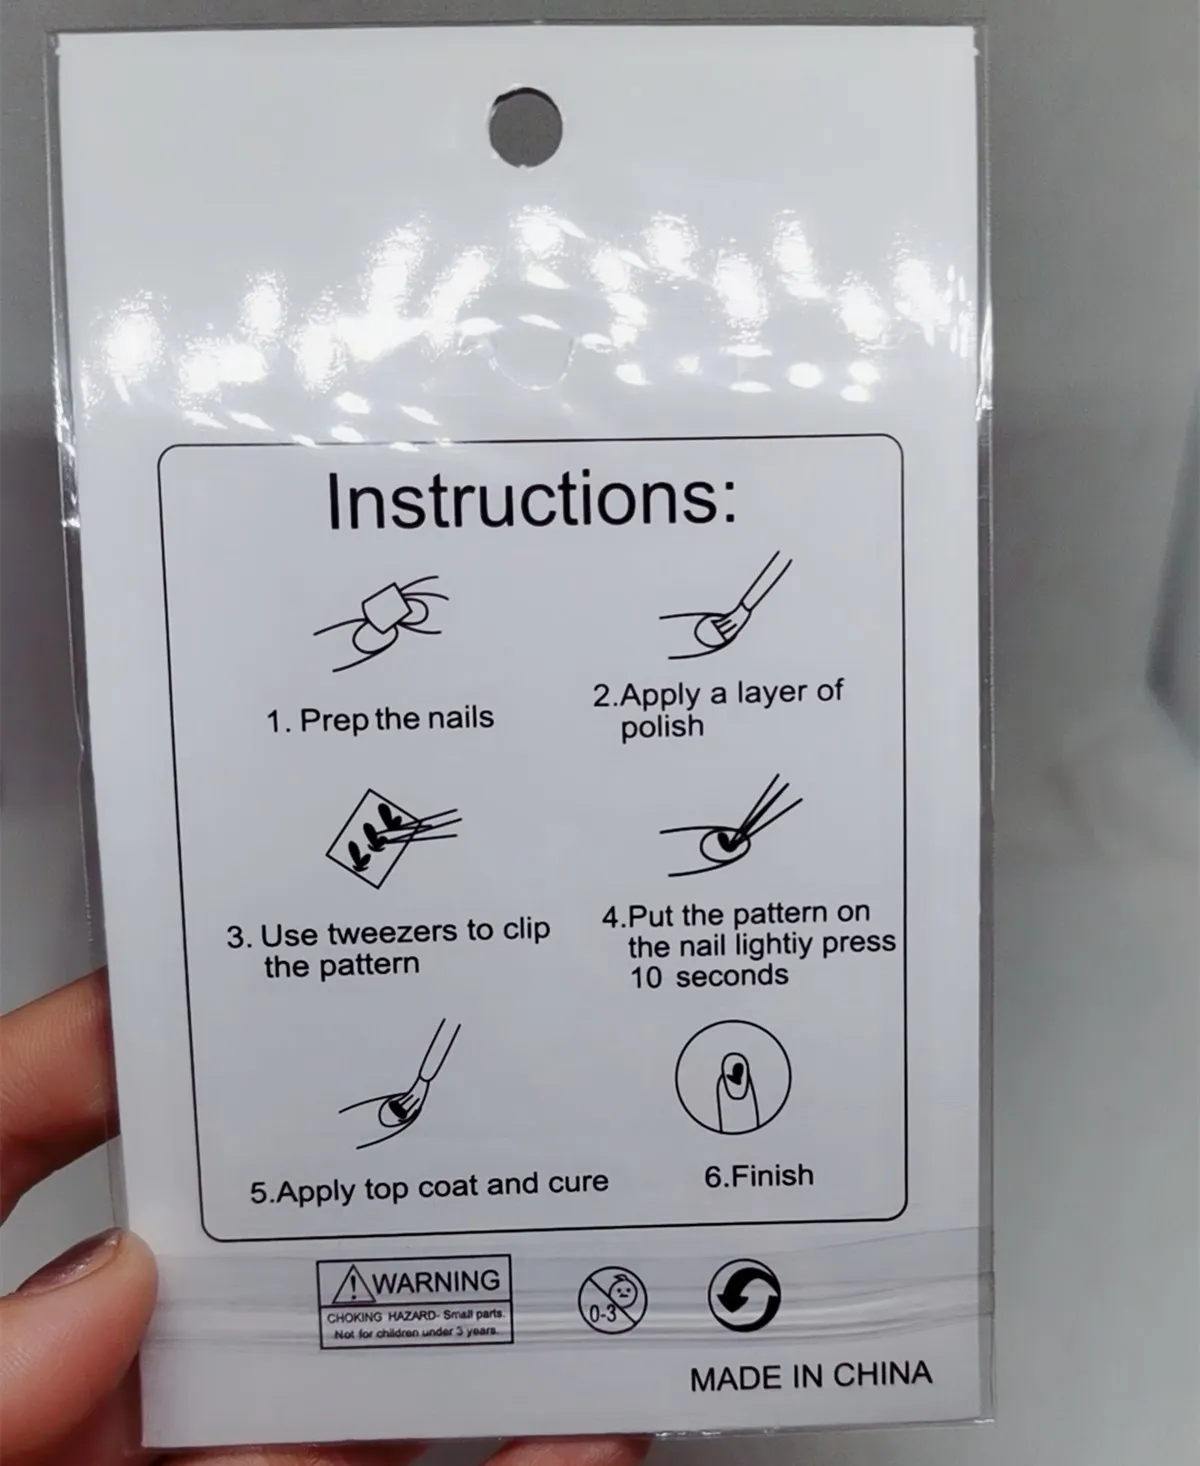 Instructions:
1. Prep the nails
2.Apply a layer of
polish
3. Use tweezers to clip
the pattern
4.Put the pattern on
the nail lightiy press
10 seconds
5.Apply top coat and cure
6.Finish
WARNING
CHOKING HAZARD- Small parts.
Not for children under 3 years.
0-3
MADE IN CHINA